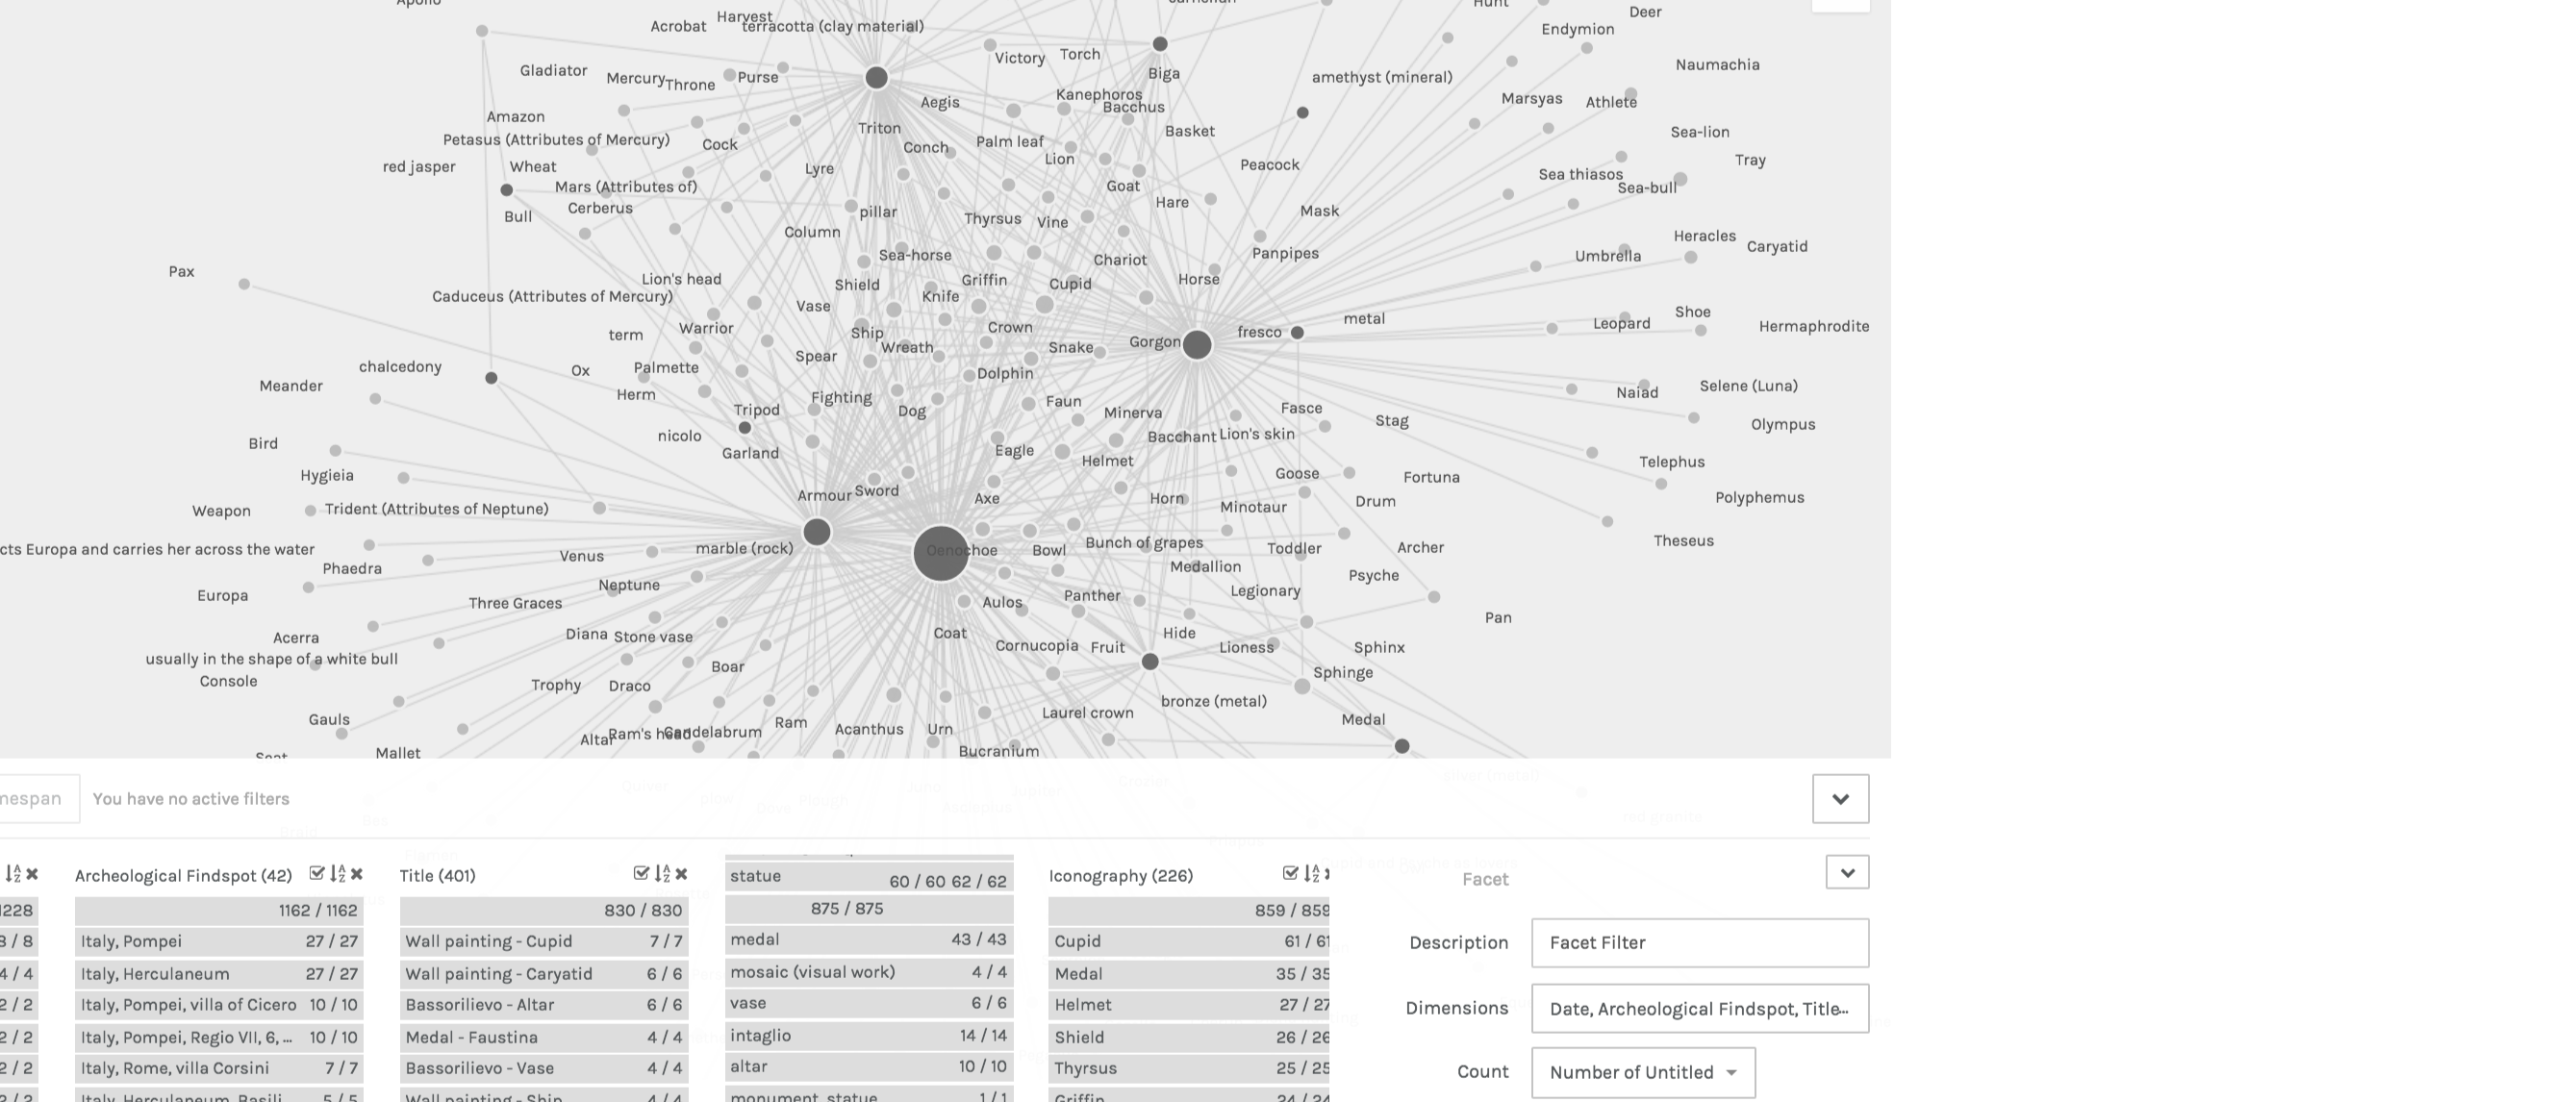 Harvest
Acrobat
terracotta (clay material)
Hunt
Deer
Endymion
Victory
Torch
Naumachia
Gladiator
Mercury
Throne
Purse
Biga
amethyst (mineral)
Aegis
Kanephoros
Bacchus
Marsyas
Athlete
Amazon
Petasus (Attributes of Mercury)
Cock
Triton
Conch
Palm leaf
Basket
Sea-lion
red jasper
Wheat
Lyre
Lion
Peacock
Tray
Mars (Attributes of)
Goat
Sea thiasos
Sea-bull
Cerberus
Bull
pillar
Thyrsus
Vine
Hare
Mask
Column
Sea-horse
Chariot
Panpipes
Umbrella
Heracles
Caryatid
Pax
Lion's head
Shield
Griffin
Cupid
Horse
Caduceus (Attributes of Mercury)
Vase
Knife
term
Warrior
Ship
Crown
metal
Leopard
Shoe
Hermaphrodite
Wreath
Snake
Gorgon
fresco
chalcedony
Ox
Palmette
Spear
Dolphin
Meander
Herm
Fighting
Naiad
Selene (Luna)
Tripod
Dog
Faun
Minerva
Fasce
Stag
Olympus
nicolo
Bacchant
Lion's skin
Bird
Garland
Eagle
Helmet
Telephus
Hygieia
Goose
Fortuna
Armour
Sword
Axe
Horn
Drum
Polyphemus
Weapon
Trident (Attributes of Neptune)
Minotaur
cts Europa and carries her across the water
Venus
marble (rock)
Oenochoe
Bowl
Bunch of grapes
Toddler
Archer
Theseus
Phaedra
Medallion
Psyche
Europa
Neptune
Three Graces
Aulos
Panther
Legionary
Pan
Acerra
Diana
Stone vase
Coat
Hide
usually in the shape of a white bull
Boar
Cornucopia
Fruit
Lioness
Sphinx
Console
Trophy
Draco
Sphinge
Gauls
Ram
Acanthus
Urn
Laurel crown
bronze (metal)
Medal
Altar
Ram's head
Candelabrum
Mallet
Bucranium
mespan
You have no active filters
Archeological Findspot (42)
Title (401)
statue 60 / 60 62 / 62
Iconography (226)
Facet
1228
1162 / 1162
830 / 830
875 / 875
859 / 859
8 / 8
Italy, Pompei 27 / 27
Wall painting - Cupid 7 / 7
medal 43 / 43
Cupid 61 / 61
Description Facet Filter
4 / 4
Italy, Herculaneum 27 / 27
Wall painting - Caryatid 6 / 6
mosaic (visual work) 4 / 4
Medal 35 / 35
2 / 2
Italy, Pompei, villa of Cicero 10 / 10
Bassorilievo - Altar 6 / 6
vase 6 / 6
Helmet 27 / 27
Dimensions Date, Archeological Findspot, Title...
2 / 2
Italy, Pompei, Regio VII, 6, ... 10 / 10
Medal - Faustina 4 / 4
intaglio 14 / 14
Shield 26 / 26
2 / 2
Italy, Rome, villa Corsini 7 / 7
Bassorilievo - Vase 4 / 4
altar 10 / 10
Thyrsus 25 / 25
Count Number of Untitled
2 / 2
Italy, Herculaneum, Basili... 5 / 5
Wall painting - Ship 4 / 4
monument, statue 1 / 1
Griffin 24 / 24